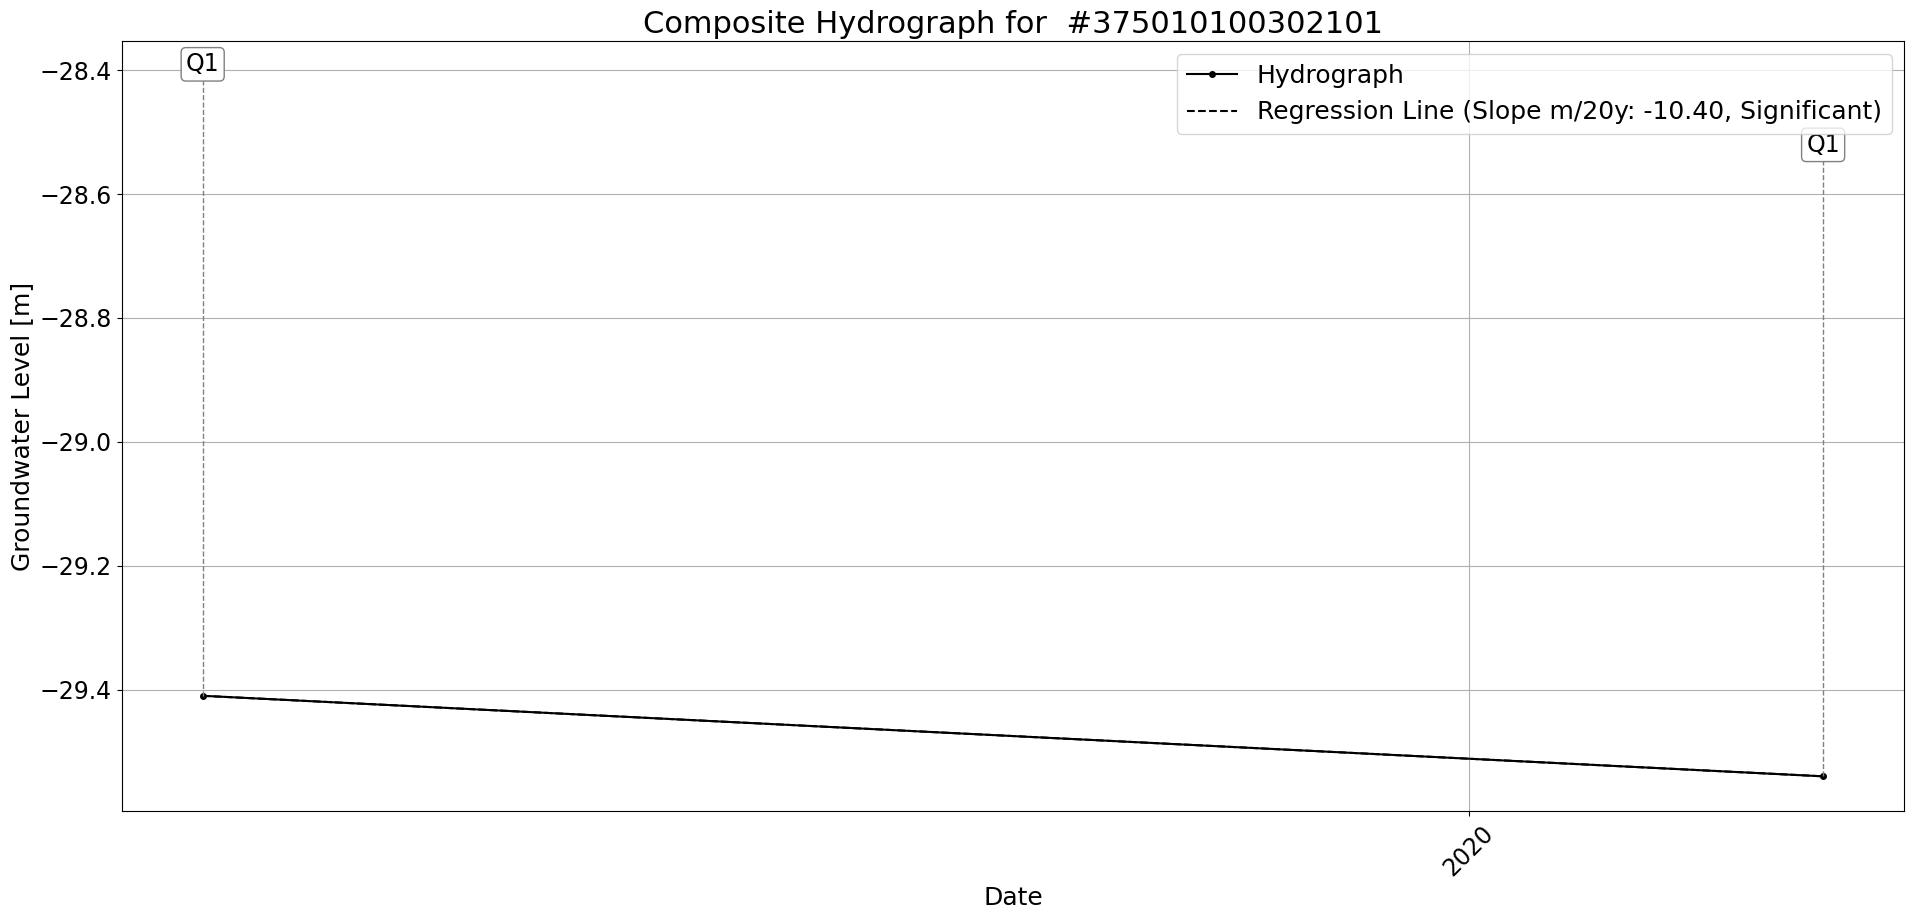 Composite Hydrograph for  #375010100302101
Q1
Hydrograph
Regression Line (Slope m/20y: -10.40, Significant)
Q1
−28.4
−28.6
−28.8
−29.0
−29.2
−29.4
Groundwater Level [m]
2020
Date